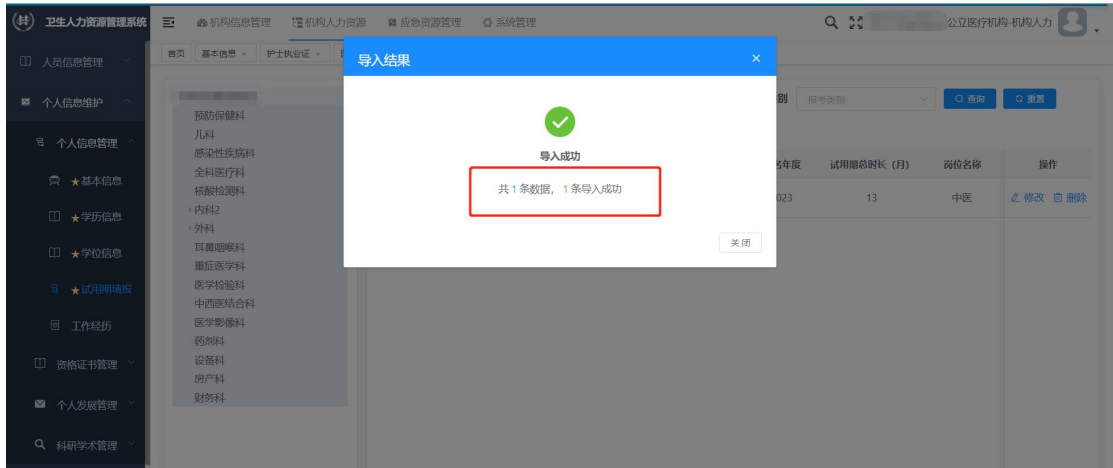 卫生人力资源管理系统
机构信息管理
机构人力资源
应急资源管理
系统管理
公立医疗机构-机构人力
首页
基本信息 ×
护士执业证 ×
人员信息管理
个人信息维护
个人信息管理
★基本信息
★学历信息
★学位信息
★试用期填报
工作经历
资格证书管理
个人发展管理
科研学术管理
预防保健科
儿科
感染性疾病科
全科医疗科
核酸检测科
内科2
外科
耳鼻咽喉科
重症医学科
医学检验科
中西医结合科
医学影像科
药剂科
设备科
房产科
财务科
导入结果
×
导入成功
共 1 条数据， 1 条导入成功
关 闭
别
报考类别
查询
重置
名年度
试用期总时长（月）
岗位名称
操作
023
13
中医
修改
删除